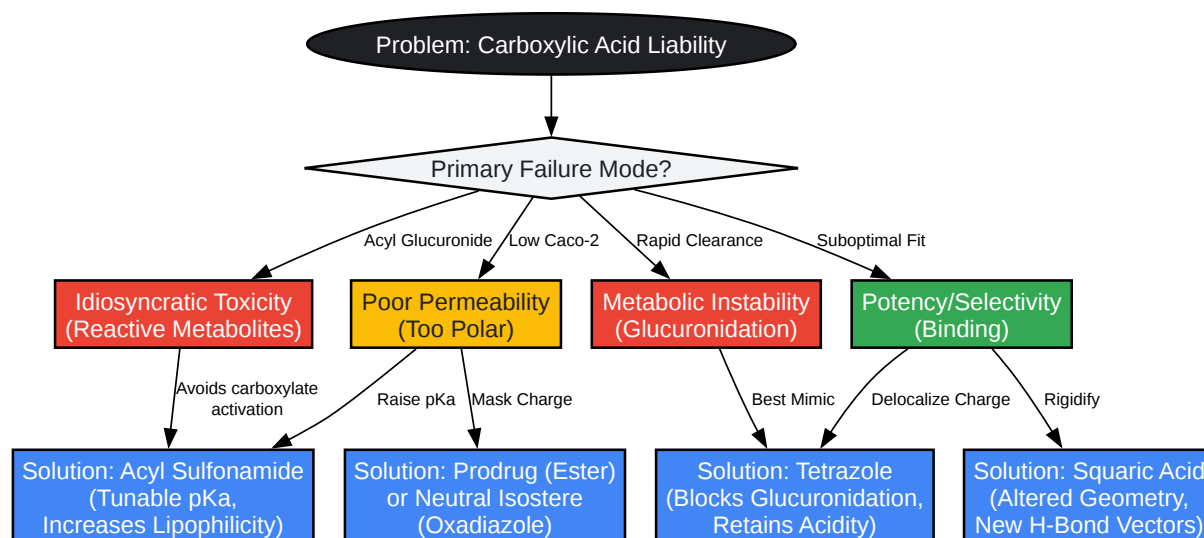 Problem: Carboxylic Acid Liability
Primary Failure Mode?
Acyl Glucuronide
Low Caco-2
Rapid Clearance
Suboptimal Fit
Idiosyncratic Toxicity
(Reactive Metabolites)
Poor Permeability
(Too Polar)
Metabolic Instability
(Glucuronidation)
Potency/Selectivity
(Binding)
Avoids carboxylate
activation
Raise pKa
Mask Charge
Best Mimic
Delocalize Charge
Rigidify
Solution: Acyl Sulfonamide
(Tunable pKa,
Increases Lipophilicity)
Solution: Prodrug (Ester)
or Neutral Isostere
(Oxadiazole)
Solution: Tetrazole
(Blocks Glucuronidation,
Retains Acidity)
Solution: Squaric Acid
(Altered Geometry,
New H-Bond Vectors)